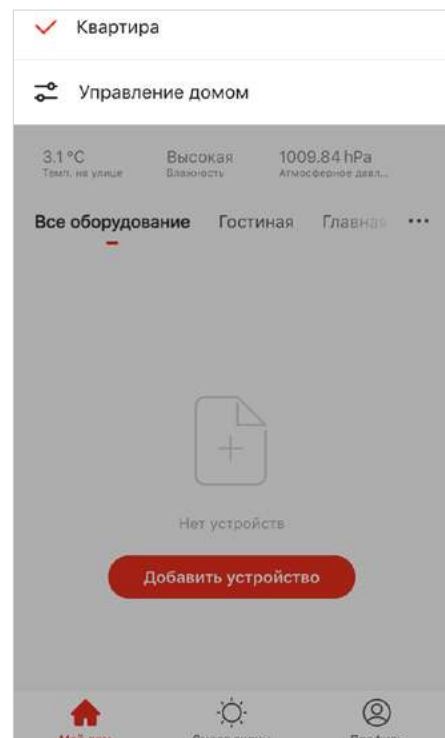 Квартира
Управление домом
3.1 °C Высокая 1009.84 hPa
Темп. на улице Влажность Атмосферное давл...
Все оборудование Гостиная Главная ...
Нет устройств
Добавить устройство